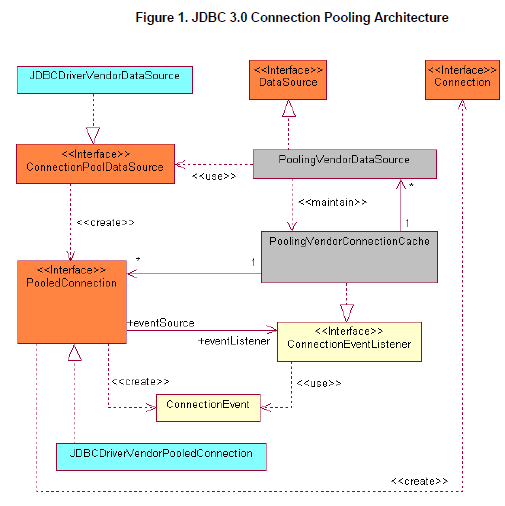 Figure 1. JDBC 3.0 Connection Pooling Architecture
JDBCDriverVendorDataSource
<<Interface>>
DataSource
<<Interface>>
Connection
<<Interface>>
ConnectionPoolDataSource
PoolingVendorDataSource
<<use>>
*
<<maintain>>
<<create>>
1
PoolingVendorConnectionCache
<<Interface>>
PooledConnection
*
1
+eventSource
+eventListener
<<Interface>>
ConnectionEventListener
<<create>>
<<use>>
ConnectionEvent
JDBCDriverVendorPooledConnection
<<create>>